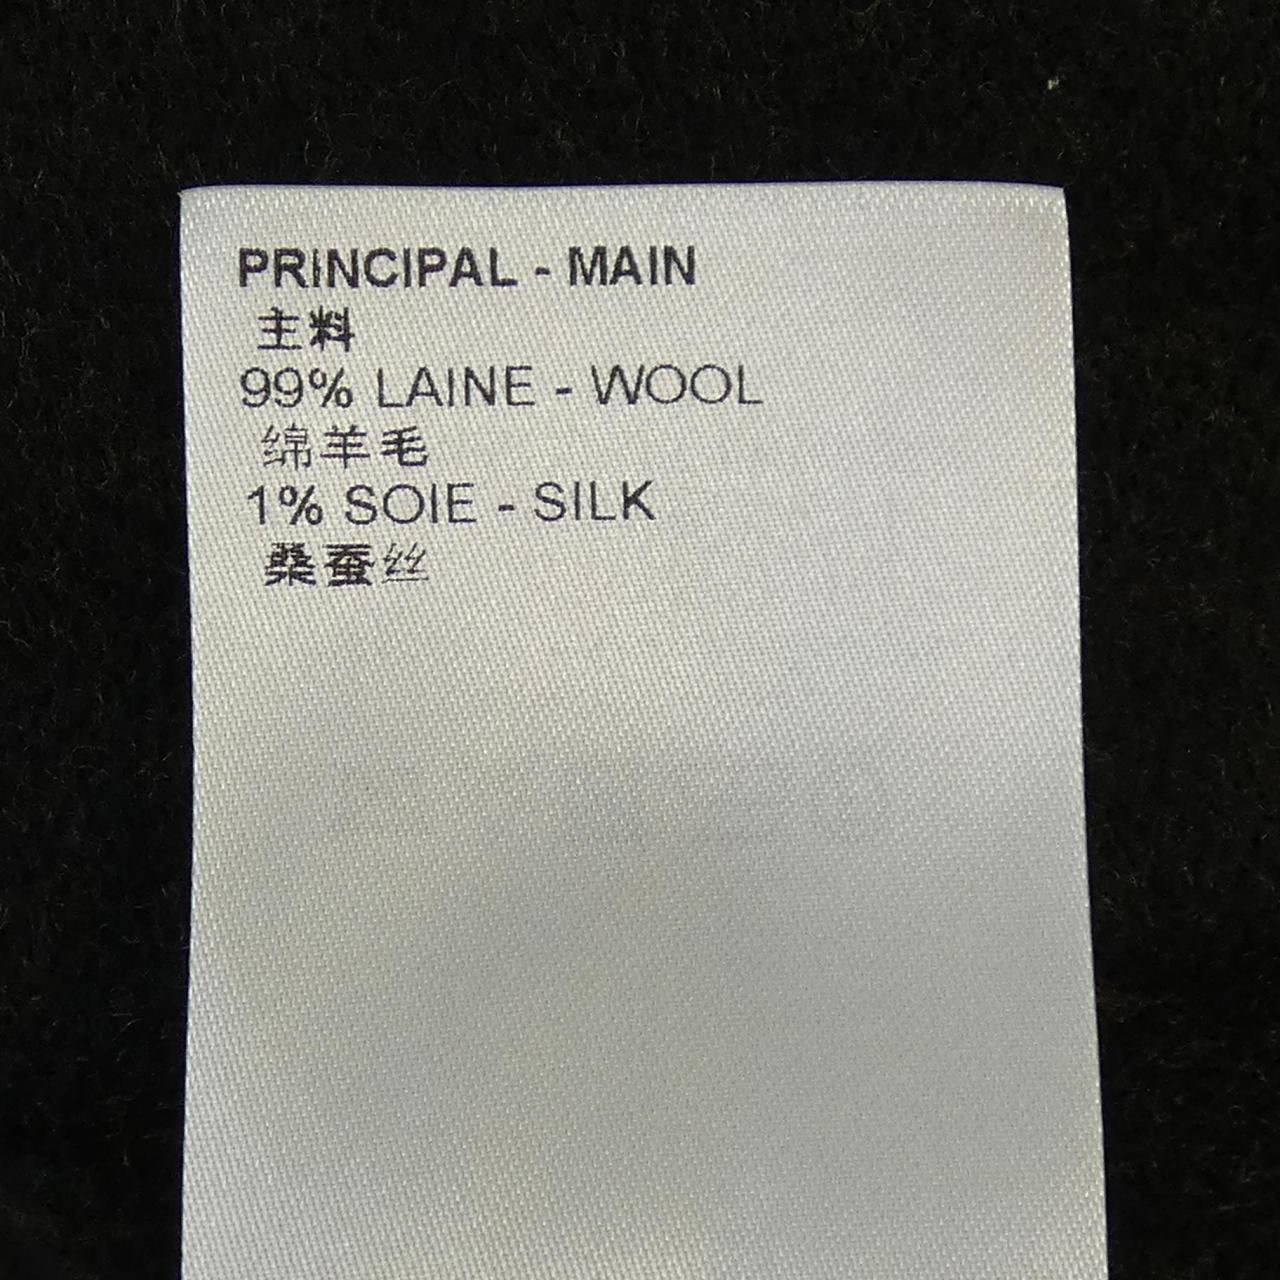 PRINCIPAL - MAIN
主料
99% LAINE - WOOL
绵羊毛
1% SOIE - SILK
桑蚕丝